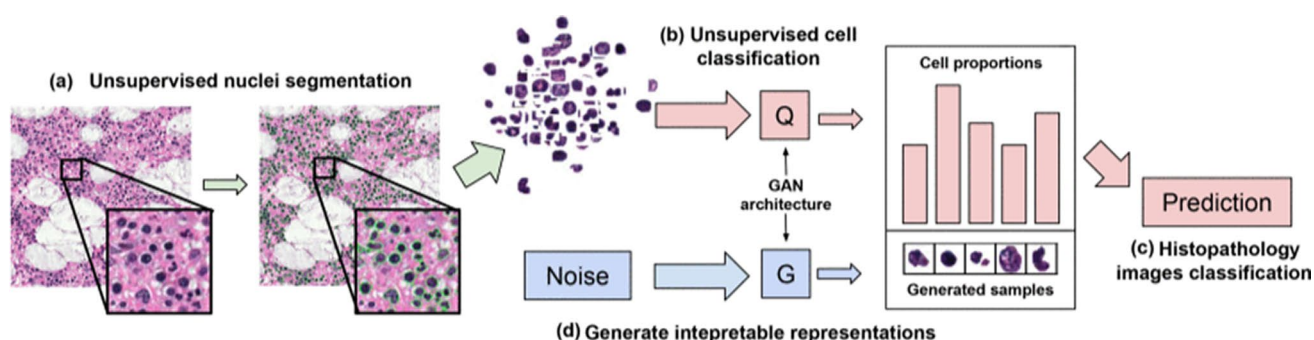 (a) Unsupervised nuclei segmentation
(b) Unsupervised cell
classification
Q
GAN
architecture
Noise
G
(d) Generate intepretable representations
Cell proportions
Generated samples
Prediction
(c) Histopathology
images classification